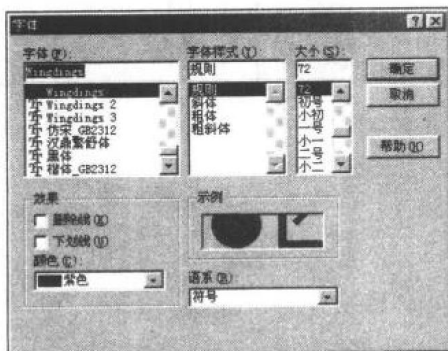 字体
字体(F):
Wingdings
Wingdings
Wingdings 2
Wingdings 3
仿宋_GB2312
汉鼎繁舒体
黑体
楷体_GB2312
字体样式(Y)
规则
规则
斜体
粗体
粗斜体
大小(S):
72
72
初号
小初
一号
小一
二号
小二
确定
取消
帮助(H)
效果
删除线(K)
下划线(U)
颜色(C):
紫色
示例
语系(R):
符号